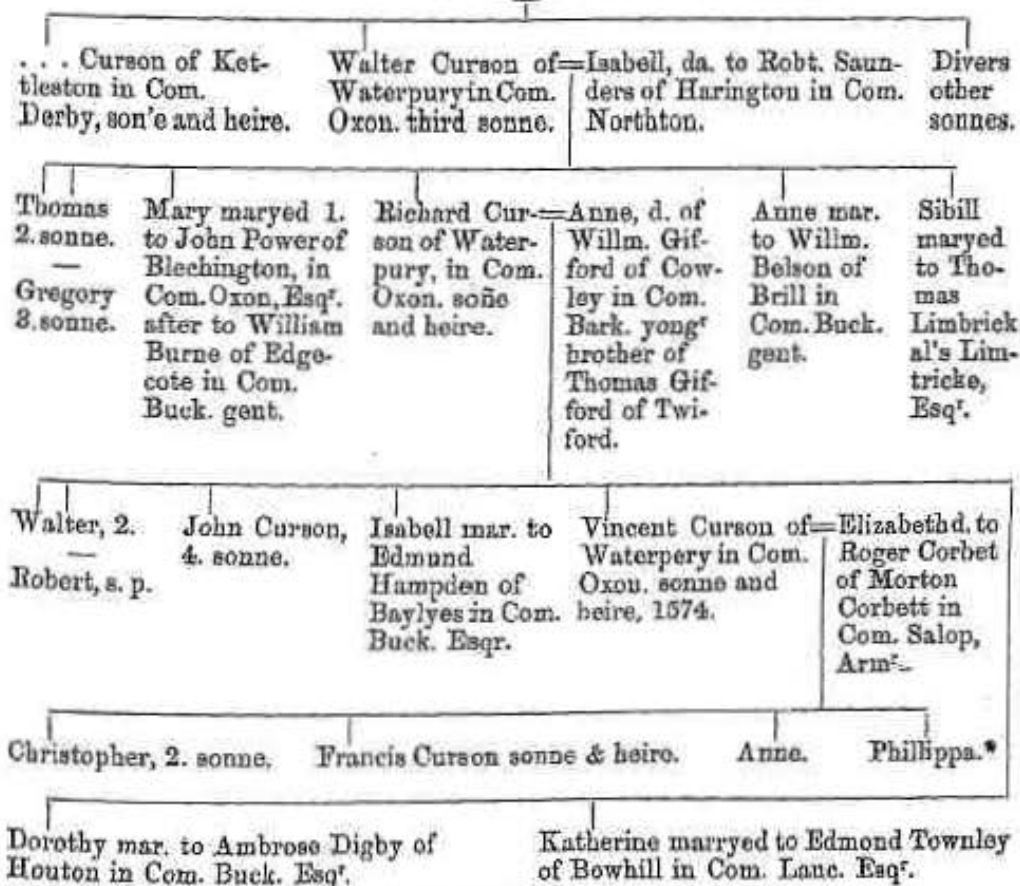 . . . Curson of Ket-
tleston in Com.
Derby, son'e and heire.
Walter Curson of=
Waterpury in Com.
Oxon. third sonne.
Isabell, da. to Robt. Saun-
ders of Harington in Com.
Northton.
Divers
other
sonnes.
Thomas
2. sonne.
—
Gregory
3. sonne.
Mary maryed 1.
to John Power of
Blechington, in
Com. Oxon, Esqʳ.
after to William
Burne of Edge-
cote in Com.
Buck. gent.
Richard Cur-=
son of Water-
pury, in Com.
Oxon. son̄e
and heire.
Anne, d. of
Willm. Gif-
ford of Cow-
ley in Com.
Bark. yongʳ
brother of
Thomas Gif-
ford of Twi-
ford.
Anne mar.
to Willm.
Belson of
Brill in
Com. Buck.
gent.
Sibill
maryed
to Tho-
mas
Limbrick
al's Lim-
tricke,
Esqʳ.
Walter, 2.
—
Robert, s. p.
John Curson,
4. sonne.
Isabell mar. to
Edmund
Hampden of
Baylyes in Com.
Buck. Esqr.
Vincent Curson of=
Waterpery in Com.
Oxon. sonne and
heire, 1574.
Elizabeth d. to
Roger Corbet
of Morton
Corbett in
Com. Salop,
Armʳ.
Christopher, 2. sonne.
Francis Curson sonne & heire.
Anne.
Phillippa.*
Dorothy mar. to Ambrose Digby of
Houton in Com. Buck. Esqʳ.
Katherine marryed to Edmond Townley
of Bowhill in Com. Lanc. Esqʳ.